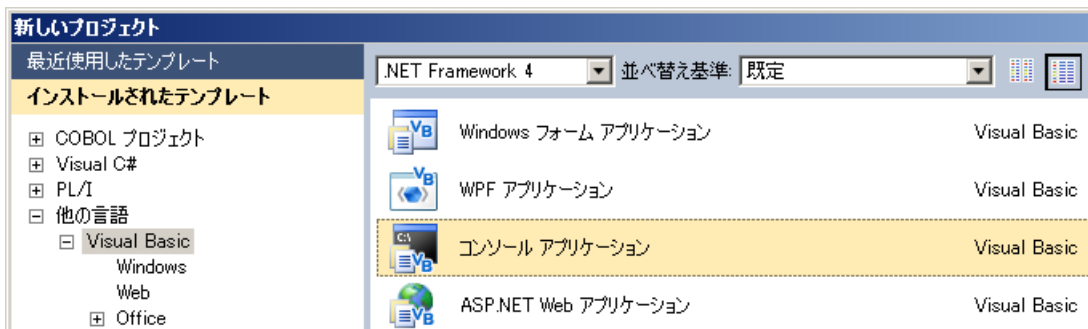 新しいプロジェクト
最近使用したテンプレート
インストールされたテンプレート
COBOL プロジェクト
Visual C#
PL/I
他の言語
Visual Basic
Windows
Web
Office
.NET Framework 4 並べ替え基準: 既定
Windows フォーム アプリケーション Visual Basic
WPF アプリケーション Visual Basic
コンソール アプリケーション Visual Basic
ASP.NET Web アプリケーション Visual Basic